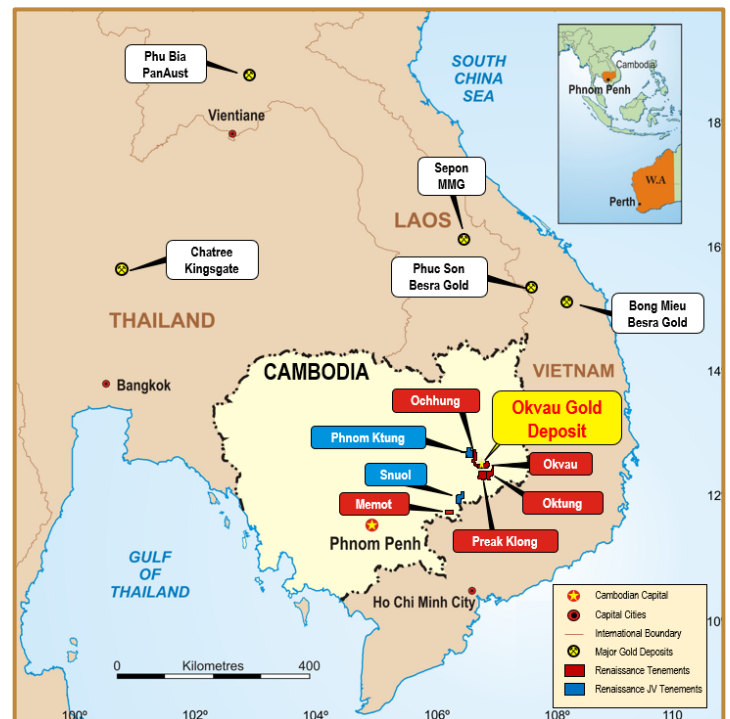 Phu Bia
PanAust
SOUTH
CHINA
SEA
Cambodia
Phnom Penh
W.A
Perth
Vientiane
18
Sepon
MMG
LAOS
16
Chatree
Kingsgate
Phuc Son
Besra Gold
Bong Mieu
Besra Gold
THAILAND
VIETNAM
14
CAMBODIA
Bangkok
Ochhung
Okvau Gold
Deposit
Phnom Ktung
Okvau
Snuol
12
Memot
Oktung
Phnom Penh
Preak Klong
GULF
OF
THAILAND
Ho Chi Minh City
10°
Cambodian Capital
Capital Cities
International Boundary
Major Gold Deposits
Renaissance Tenements
Renaissance JV Tenements
0 Kilometres 400
100° 102° 104° 106° 108° 110